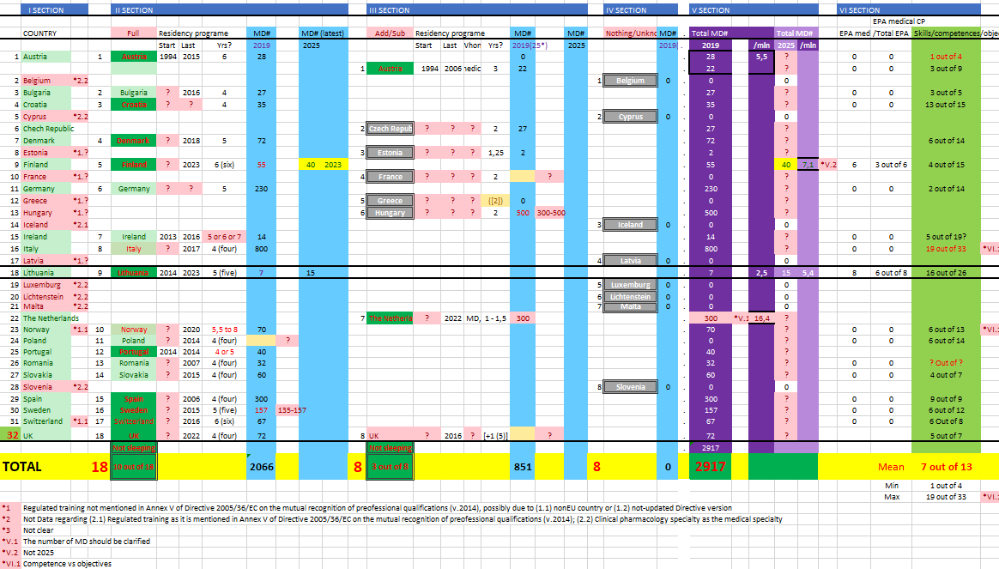 I SECTION II SECTION III SECTION IV SECTION V SECTION VI SECTION
EPA medical CP
COUNTRY Full Residency programe MD# MD# (latest) Add/Sub Residency programe MD# MD# Nothing/Unkno MD# . Total MD# Total MD# EPA med /Total EPA Skills/competences/obje
Start Last Yrs? 2019 2025 Start Last Vhon Yrs? 2019(25*) 2025 2019( . 2019 /mln 2025 /mln
1 Austria 1 Austria 1994 2015 6 28 0 . 28 5,5 ? 0 0 1 out of 4
1 Austria 1994 2006 nedic 3 22 . 22 ? 0 0 3 out of 9
2 Belgium *2.2 1 Belgium 0 . 0 0
3 Bulgaria 2 Bulgaria ? 2016 4 27 . 27 ? 0 0 3 out of 5
4 Croatia 3 Croatia ? ? 4 35 . 35 ? 0 0 13 out of 15
5 Cyprus *2.2 2 Cyprus 0 . 0 0
6 Chech Republic 2 Czech Repub ? ? ? 2 27 . 27 ?
7 Denmark 4 Denmark ? 2018 5 72 . 72 ? 6 out of 14
8 Estonia *1.? 3 Estonia ? ? ? 1,25 2 . 2 ?
9 Finland 5 Finland ? 2023 6 (six) 55 40 2023 . 55 40 7,1 *V.2 6 3 out of 6 4 out of 15
10 France *1.? 4 France ? ? ? 2 ? . 0 ?
11 Germany 6 Germany ? ? 5 230 . 230 ? 0 0 2 out of 14
12 Greece *1.? 5 Greece ? ? ? ([2]) 0 . 0 ?
13 Hungary *1.? 6 Hungary ? ? ? 2 500 300-500 . 500 ?
14 Iceland *2.1 3 Iceland 0 . 0 0
15 Ireland 7 Ireland 2013 2016 5 or 6 or 7 14 . 14 ? 0 0 5 out of 19?
16 Italy 8 Italy ? 2017 4 (four) 800 . 800 ? 0 0 19 out of 33 *VI.
17 Latvia *1.? 4 Latvia 0 . 0 0
18 Lithuania 9 Lithuania 2014 2023 5 (five) 7 15 . 7 2,5 15 5,4 8 6 out of 8 16 out of 26
19 Luxemburg *2.2 5 Luxemburg 0 . 0 0
20 Lichtenstein *2.2 6 Lichtenstein 0 . 0 0
21 Malta *2.2 7 Malta 0 . 0 0
22 The Netherlands 7 The Netherla ? 2022 MD, 1 - 1,5 300 . 300 *V.1 16,4 ?
23 Norway *1.1 10 Norway ? 2020 5,5 to 8 70 . 70 ? 0 0 6 out of 13 *VI.
24 Poland 11 Poland ? 2014 4 (four) ? . 0 ? 0 0 6 out of 14
25 Portugal 12 Portugal 2014 2014 4 or 5 40 . 40 ?
26 Romania 13 Romania ? 2007 4 (four) 32 . 32 ? 0 0 ? Out of ?
27 Slovakia 14 Slovakia ? 2015 4 (four) 60 . 60 ? 0 0 4 out of 7
28 Slovenia *2.2 8 Slovenia 0 . 0 0
29 Spain 15 Spain ? 2006 4 (four) 300 . 300 ? 0 0 9 out of 9
30 Sweden 16 Sweden ? 2015 5 (five) 157 135-157 . 157 ? 0 0 6 out of 12
31 Switzerland *1.1 17 Switzerland ? 2016 6 (six) 67 . 67 ? 0 0 6 Out of 8
32 UK 18 UK ? 2022 4 (four) 72 8 UK ? 2016 ? [+1 (5)] ? . 72 ? 0 0 5 out of 7
Not sleeping Not sleeping . 2917
TOTAL 18 10 out of 18 2066 8 3 out of 8 851 8 0 2917 Mean 7 out of 13
Min 1 out of 4
Max 19 out of 33 *VI.
*1 Regulated training not mentioned in Annex V of Directive 2005/36/EC on the mutual recognition of preofessional qualifications (v.2014), possibly due to (1.1) nonEU country or (1.2) not-updated Directive version
*2 Not Data regarding (2.1) Regulated training as it is mentioned in Annex V of Directive 2005/36/EC on the mutual recognition of preofessional qualifications (v.2014); (2.2) Clinical pharmacology specialty as the medical specialty
*3 Not clear
*V.1 The number of MD should be clarified
*V.2 Not 2025
*VI.1 Competence vs objectives